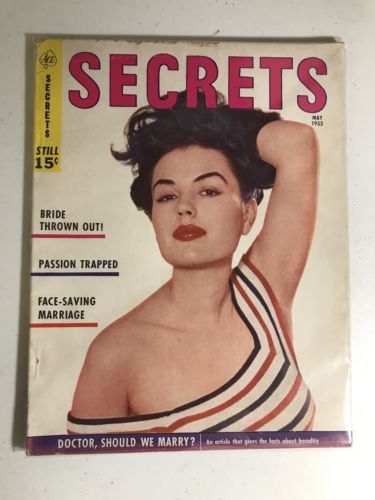 Ace
SECRETS
STILL
15¢
SECRETS
MAY
1953
BRIDE
THROWN OUT!
PASSION TRAPPED
FACE-SAVING
MARRIAGE
DOCTOR, SHOULD WE MARRY? An article that gives the facts about heredity